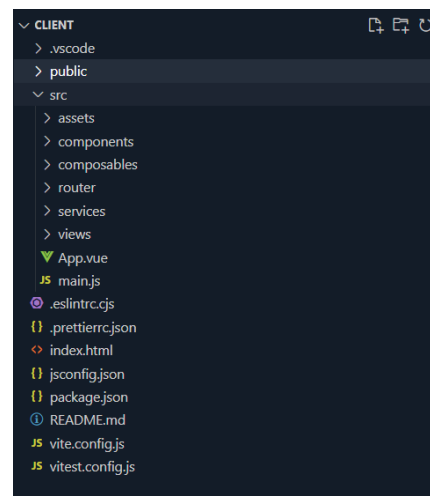 CLIENT
.vscode
public
src
assets
components
composables
router
services
views
App.vue
JS main.js
.eslintrc.cjs
{} .prettierrc.json
<> index.html
{} jsconfig.json
{} package.json
README.md
JS vite.config.js
JS vitest.config.js